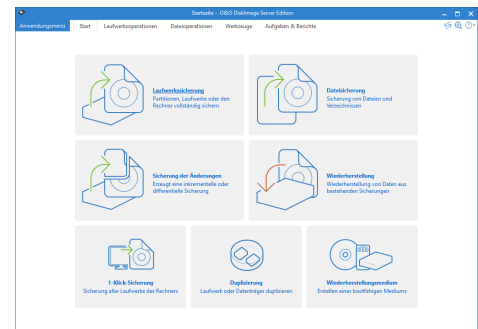 Startseite - O&O DiskImage Server Edition
Anwendungsmenü Start Laufwerksoperationen Dateioperationen Werkzeuge Aufgaben & Berichte
Laufwerkssicherung
Partitionen, Laufwerke oder den
Rechner vollständig sichern
Dateisicherung
Sicherung von Dateien und
Verzeichnissen
Sicherung der Änderungen
Erzeugt eine inkrementelle oder
differentielle Sicherung
Wiederherstellung
Wiederherstellung von Daten aus
bestehenden Sicherungen
1-Klick-Sicherung
Sicherung aller Laufwerke des Rechners
Duplizierung
Laufwerk oder Datenträger duplizieren
Wiederherstellungsmedium
Erstellen eines bootfähigen Mediums